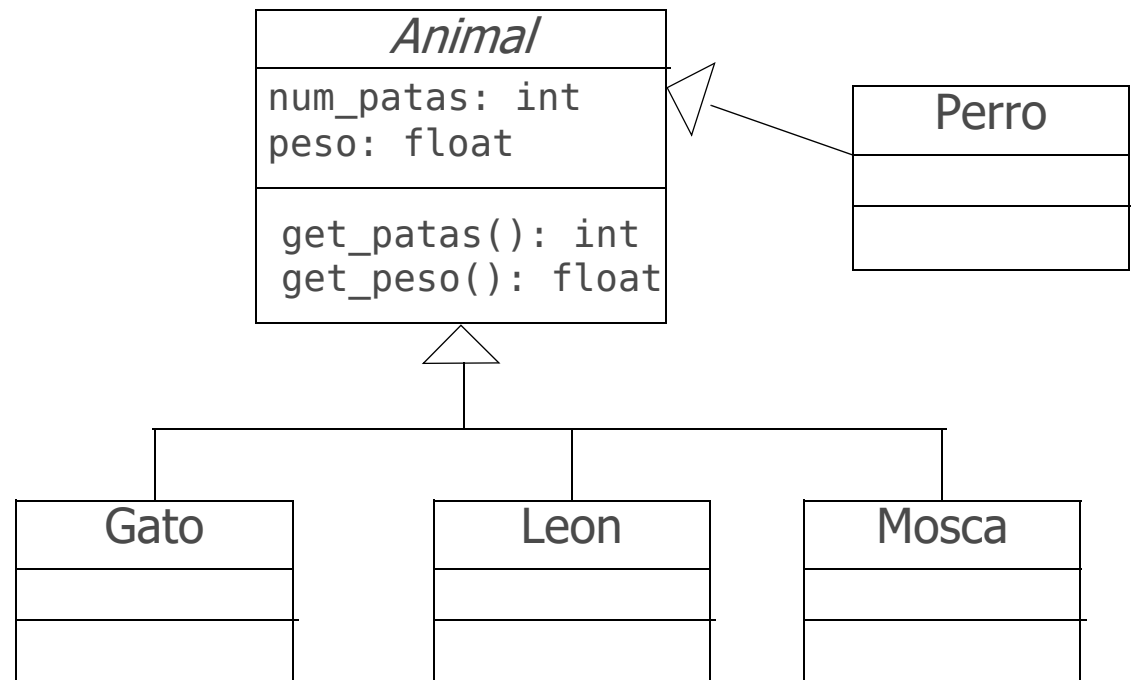 Animal
num_patas: int
peso: float
get_patas(): int
get_peso(): float
Perro
Gato
Leon
Mosca